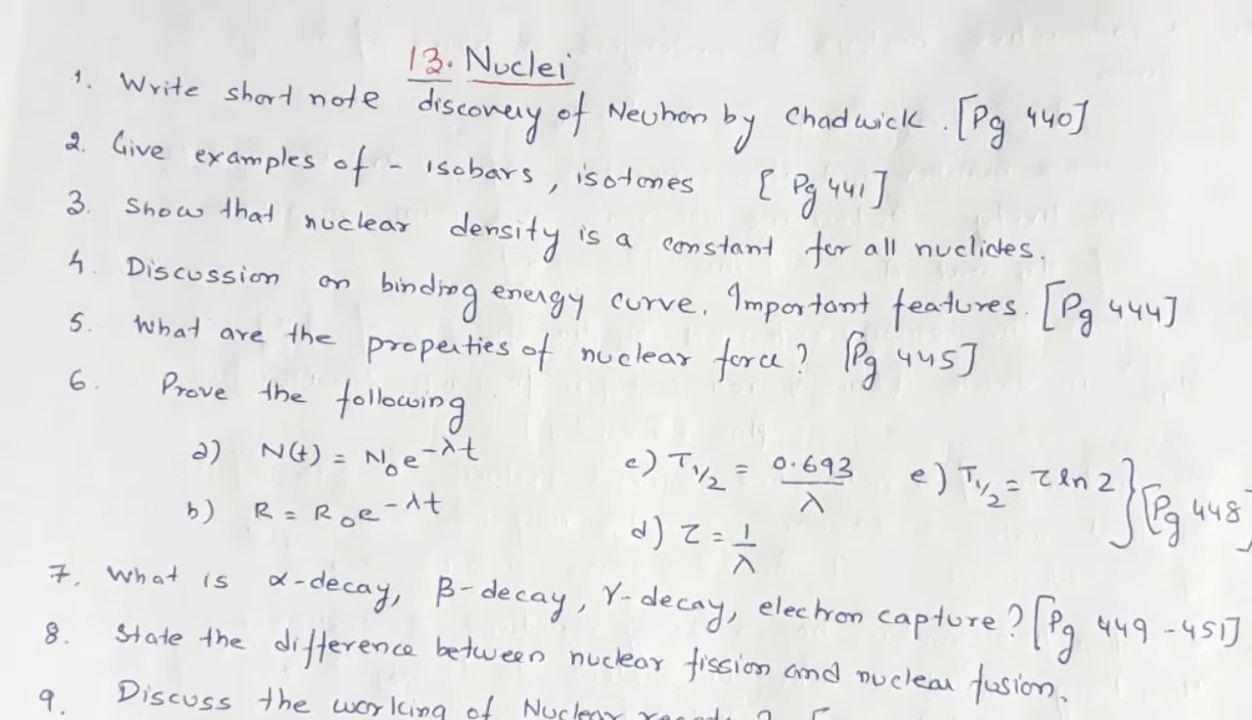 13. Nuclei
1. Write short note discovery of Neutron by Chadwick. [Pg 440]
2. Give examples of - isobars, isotones [Pg 441]
3. Show that nuclear density is a constant for all nuclides.
4. Discussion on binding energy curve. Important features. [Pg 444]
5. What are the properties of nuclear force? [Pg 445]
6. Prove the following
a) N(t) = N₀e^-λt c) T1/2 = 0.693/λ e) T1/2 = τ ln 2 } [Pg 448]
b) R = R₀e^-λt d) τ = 1/λ
7. What is α-decay, β-decay, γ-decay, electron capture? [Pg 449-451]
8. State the difference between nuclear fission and nuclear fusion.
9. Discuss the working of Nuclear